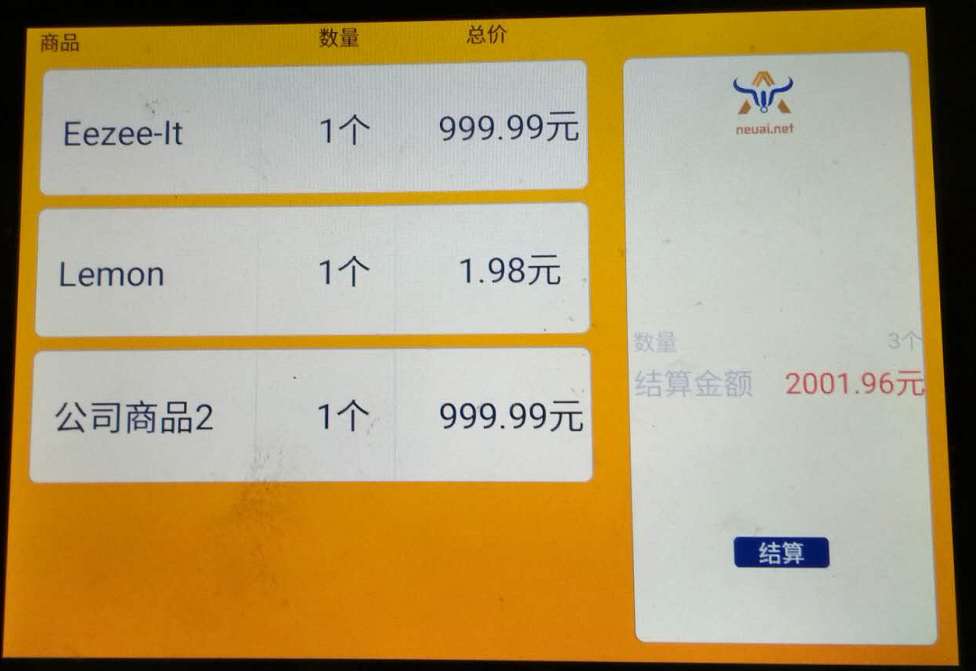 商品 数量 总价
Eezee-It 1个 999.99元
Lemon 1个 1.98元
公司商品2 1个 999.99元
neuai.net
数量 3个
结算金额 2001.96元
结算